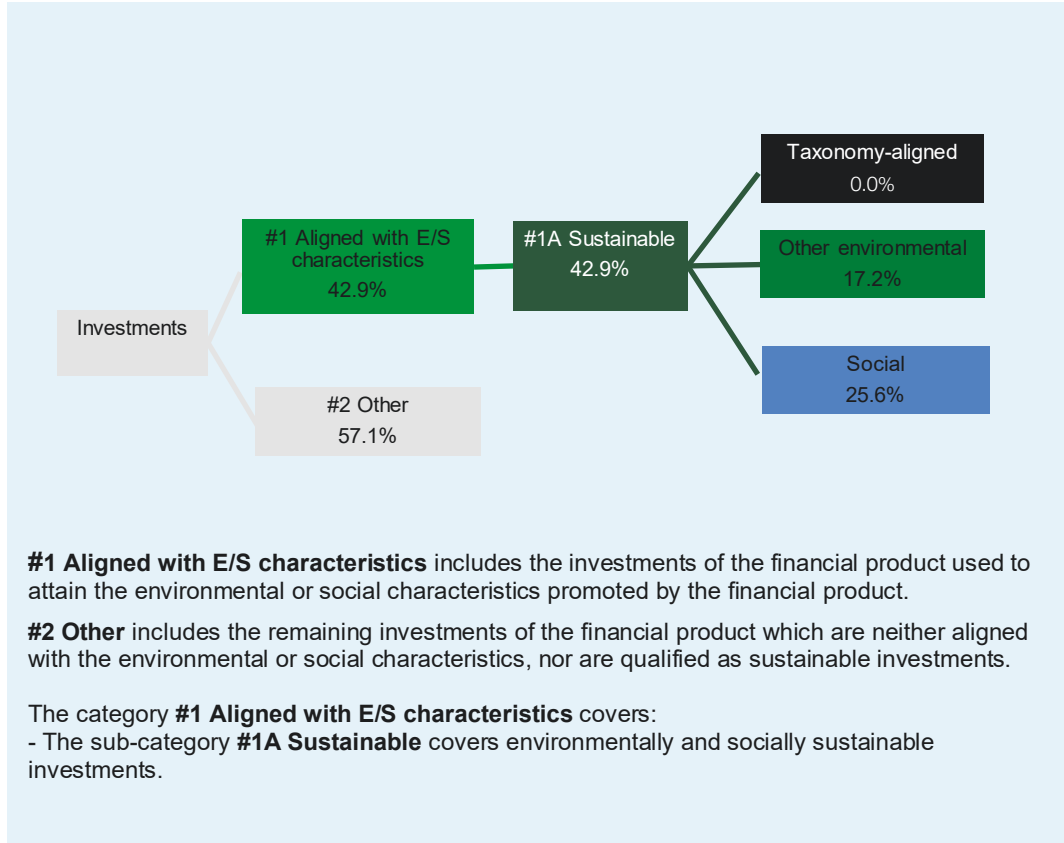 Taxonomy-aligned
0.0%
#1 Aligned with E/S
characteristics
42.9%
#1A Sustainable
42.9%
Other environmental
17.2%
Investments
Social
25.6%
#2 Other
57.1%
#1 Aligned with E/S characteristics includes the investments of the financial product used to
attain the environmental or social characteristics promoted by the financial product.
#2 Other includes the remaining investments of the financial product which are neither aligned
with the environmental or social characteristics, nor are qualified as sustainable investments.
The category #1 Aligned with E/S characteristics covers:
- The sub-category #1A Sustainable covers environmentally and socially sustainable
investments.